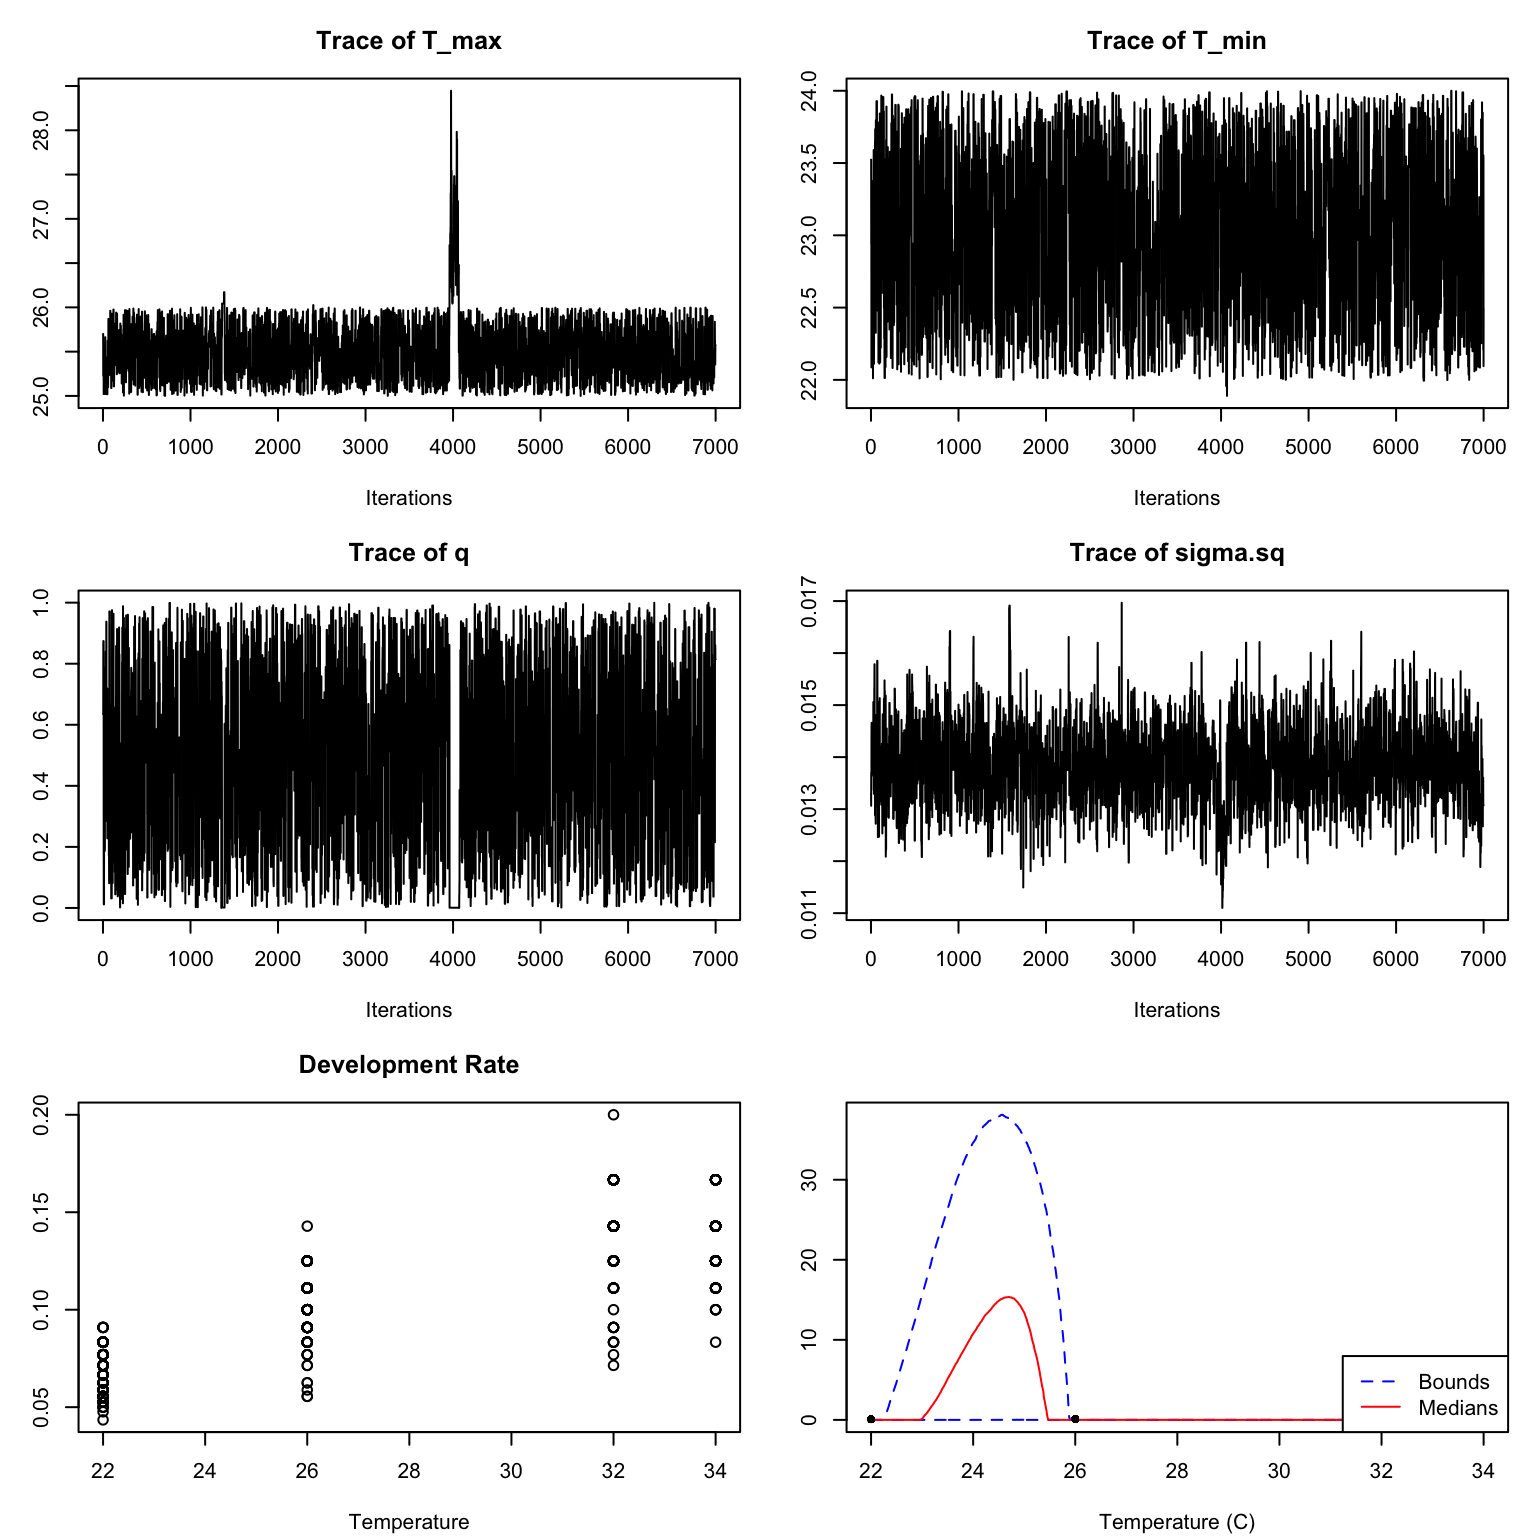 Trace of T_max
25.0 26.0 27.0 28.0
0 1000 2000 3000 4000 5000 6000 7000
Iterations
Trace of T_min
22.0 22.5 23.0 23.5 24.0
0 1000 2000 3000 4000 5000 6000 7000
Iterations
Trace of q
0.0 0.2 0.4 0.6 0.8 1.0
0 1000 2000 3000 4000 5000 6000 7000
Iterations
Trace of sigma.sq
0.011 0.013 0.015 0.017
0 1000 2000 3000 4000 5000 6000 7000
Iterations
Development Rate
0.05 0.10 0.15 0.20
22 24 26 28 30 32 34
Temperature
0 10 20 30
22 24 26 28 30 32 34
Temperature (C)
Bounds
Medians